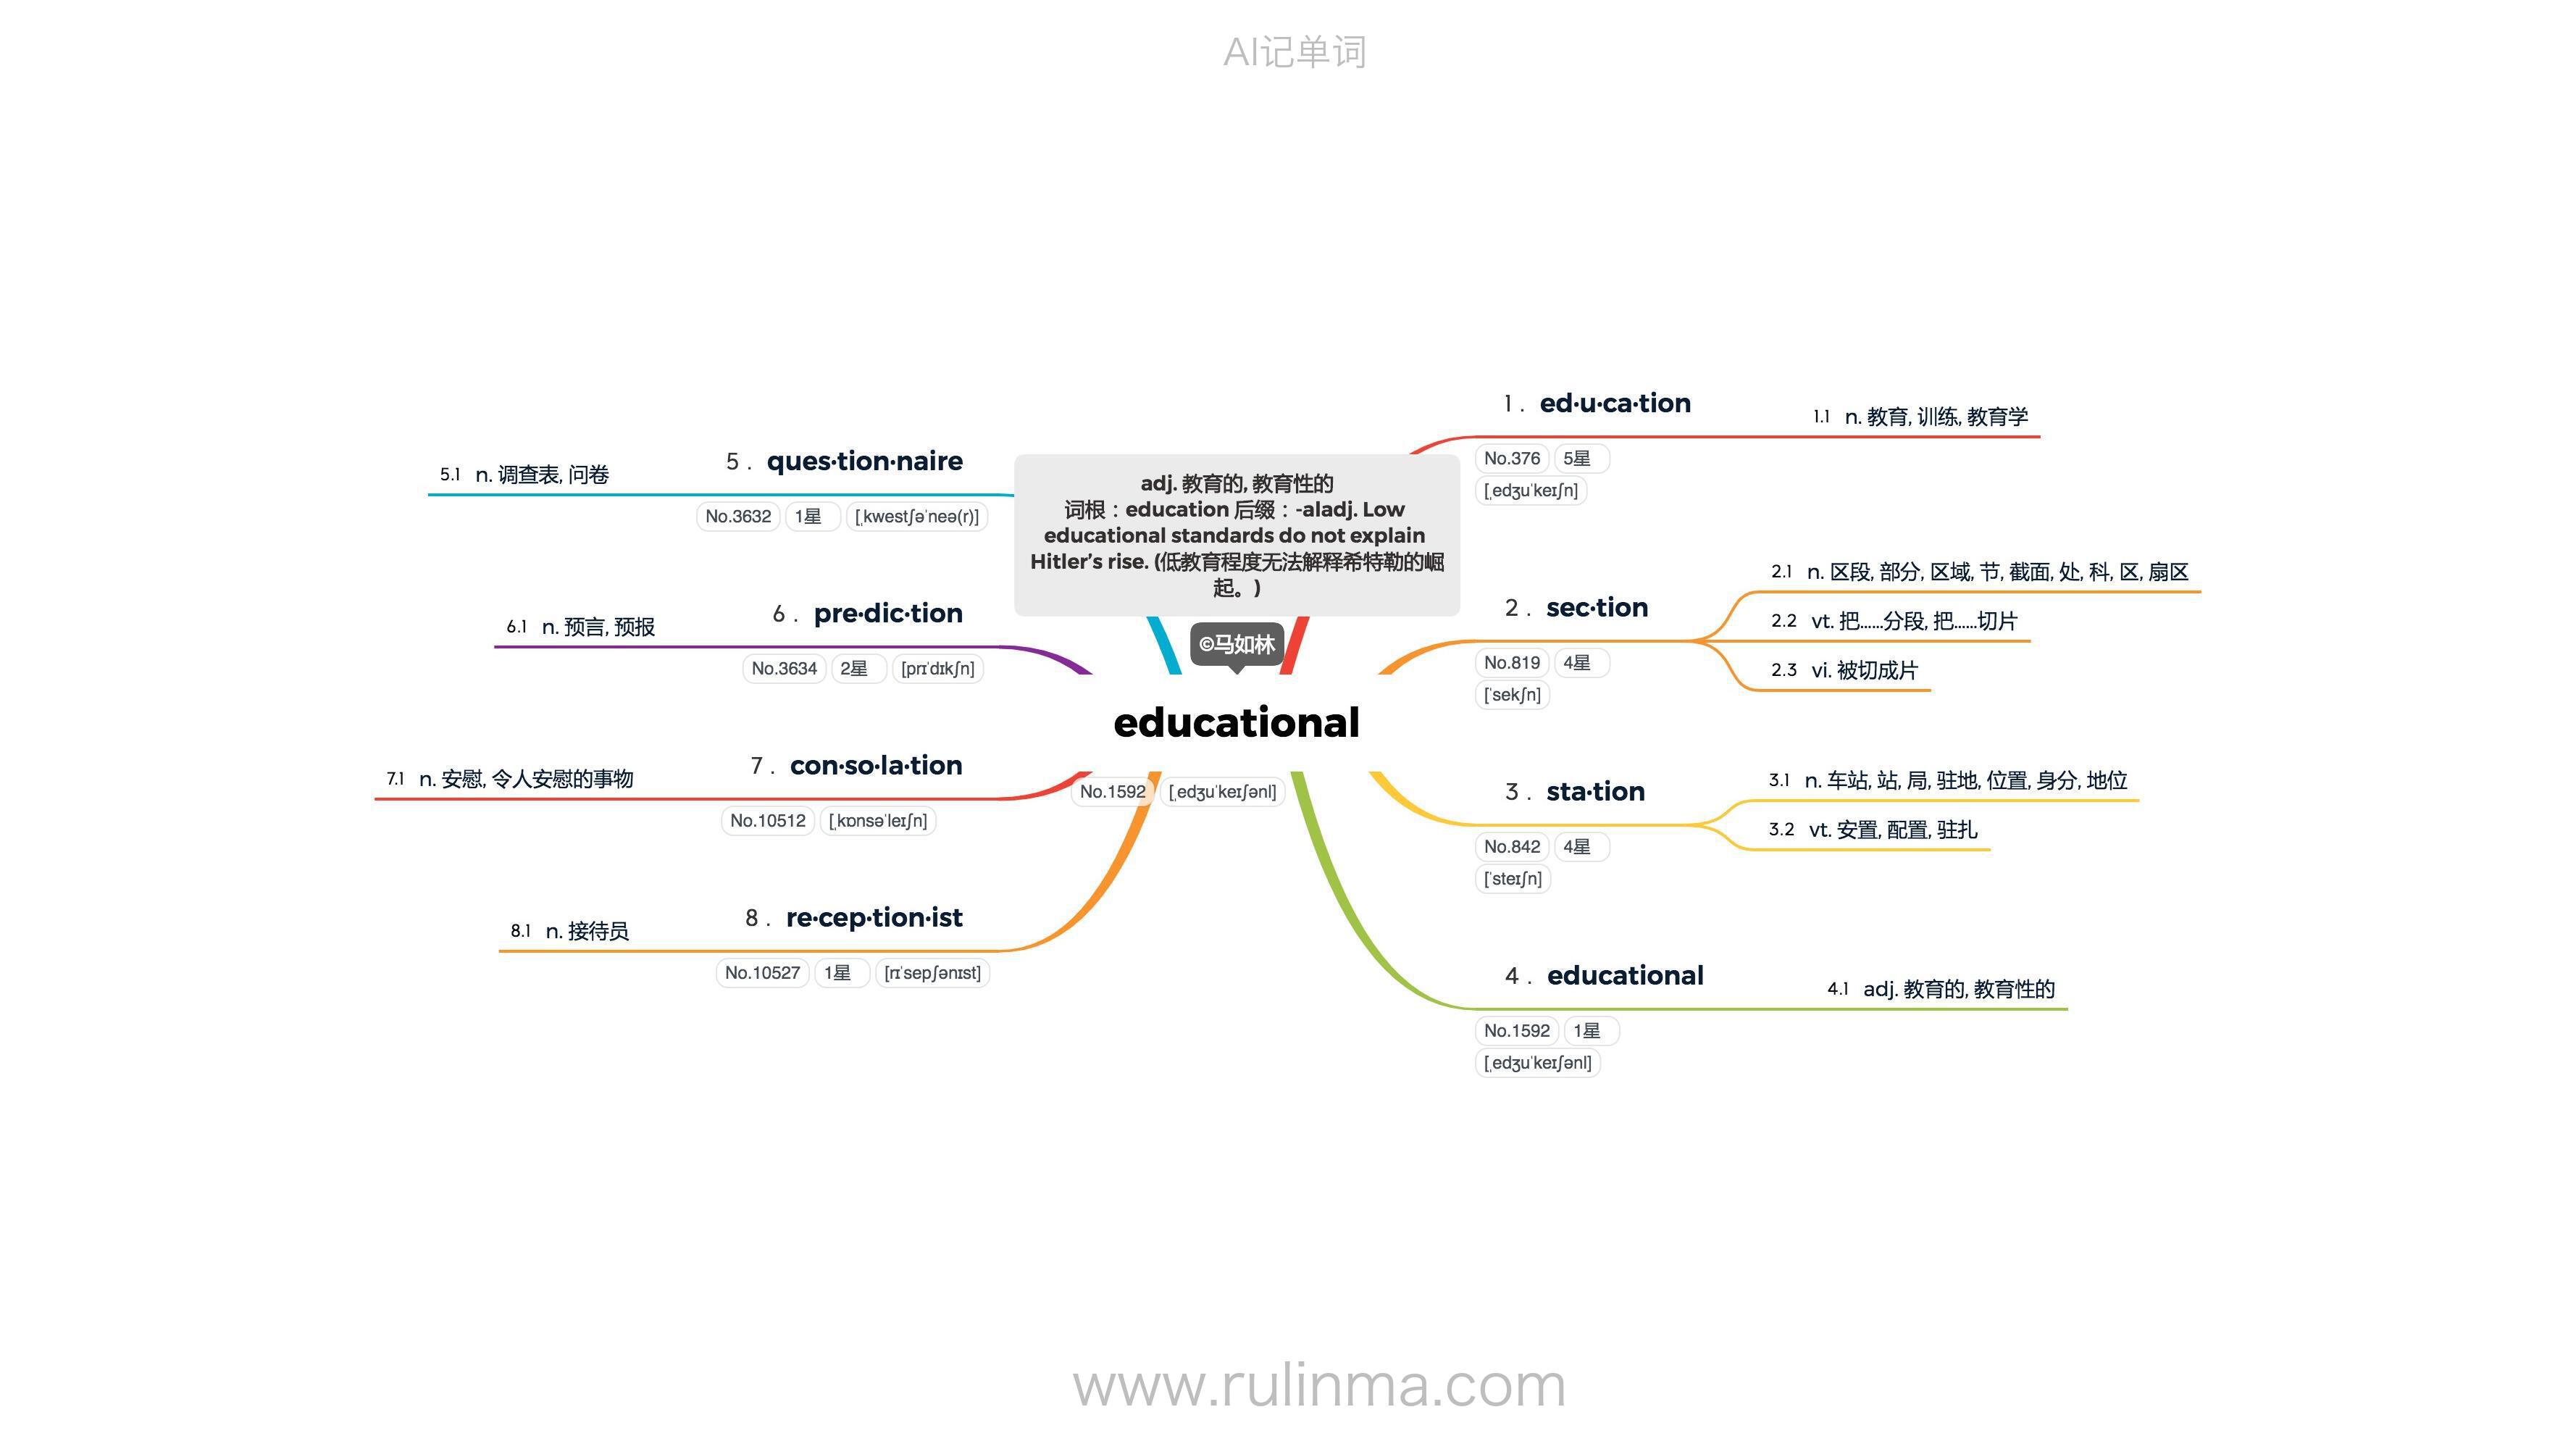 AI记单词
adj. 教育的, 教育性的
词根：education 后缀：-aladj. Low
educational standards do not explain
Hitler’s rise. (低教育程度无法解释希特勒的崛
起。)
©马如林
educational
No.1592 [ˌedʒuˈkeɪʃənl]
1 . ed·u·ca·tion
No.376 5星
[ˌedʒuˈkeɪʃn]
1.1 n. 教育, 训练, 教育学
2 . sec·tion
No.819 4星
[ˈsekʃn]
2.1 n. 区段, 部分, 区域, 节, 截面, 处, 科, 区, 扇区
2.2 vt. 把……分段, 把……切片
2.3 vi. 被切成片
3 . sta·tion
No.842 4星
[ˈsteɪʃn]
3.1 n. 车站, 站, 局, 驻地, 位置, 身分, 地位
3.2 vt. 安置, 配置, 驻扎
4 . educational
No.1592 1星
[ˌedʒuˈkeɪʃənl]
4.1 adj. 教育的, 教育性的
5 . ques·tion·naire
No.3632 1星 [ˌkwestʃəˈneə(r)]
5.1 n. 调查表, 问卷
6 . pre·dic·tion
No.3634 2星 [prɪˈdɪkʃn]
6.1 n. 预言, 预报
7 . con·so·la·tion
No.10512 [ˌkɒnsəˈleɪʃn]
7.1 n. 安慰, 令人安慰的事物
8 . re·cep·tion·ist
No.10527 1星 [rɪˈsepʃənɪst]
8.1 n. 接待员
www.rulinma.com